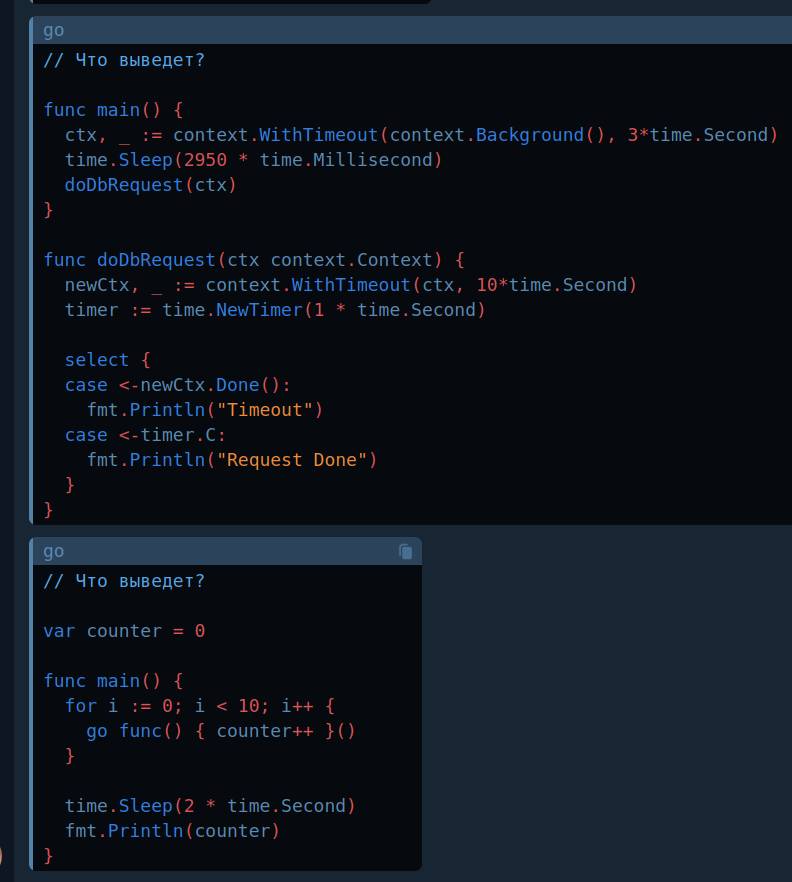 go
// Что выведет?
func main() {
  ctx, _ := context.WithTimeout(context.Background(), 3*time.Second)
  time.Sleep(2950 * time.Millisecond)
  doDbRequest(ctx)
}
func doDbRequest(ctx context.Context) {
  newCtx, _ := context.WithTimeout(ctx, 10*time.Second)
  timer := time.NewTimer(1 * time.Second)
  select {
  case <-newCtx.Done():
    fmt.Println("Timeout")
  case <-timer.C:
    fmt.Println("Request Done")
  }
}
go
// Что выведет?
var counter = 0
func main() {
  for i := 0; i < 10; i++ {
    go func() { counter++ }()
  }
  time.Sleep(2 * time.Second)
  fmt.Println(counter)
}